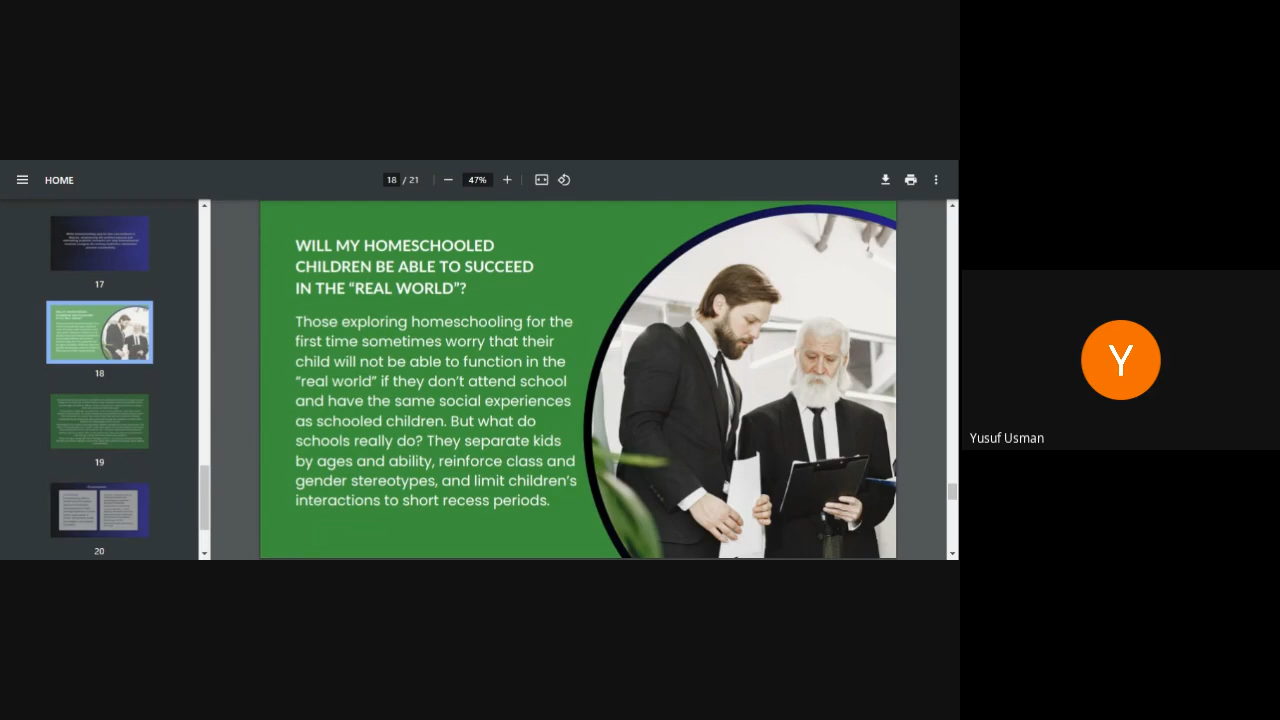 HOME
18 / 21
47%
17
18
19
20
WILL MY HOMESCHOOLED
CHILDREN BE ABLE TO SUCCEED
IN THE “REAL WORLD”?
Those exploring homeschooling for the
first time sometimes worry that their
child will not be able to function in the
“real world” if they don’t attend school
and have the same social experiences
as schooled children. But what do
schools really do? They separate kids
by ages and ability, reinforce class and
gender stereotypes, and limit children’s
interactions to short recess periods.
Y
Yusuf Usman